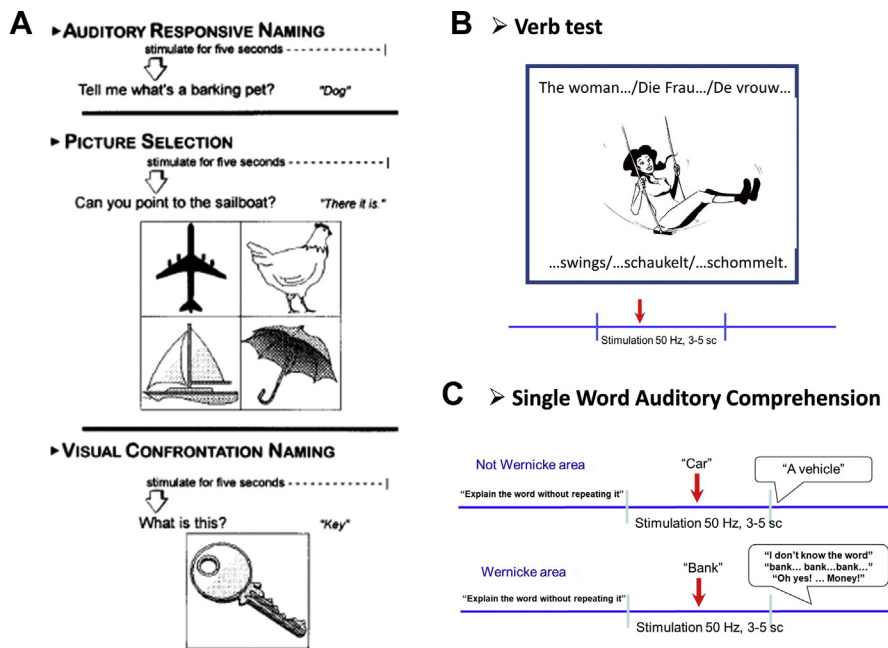 A
▸AUDITORY RESPONSIVE NAMING
stimulate for five seconds - - - - - - - - - - - - - - - |
Tell me what's a barking pet? "Dog"
▸PICTURE SELECTION
stimulate for five seconds - - - - - - - - - - - - - - - |
Can you point to the sailboat? "There it is."
▸VISUAL CONFRONTATION NAMING
stimulate for five seconds - - - - - - - - - - - - - - - |
What is this? "Key"
B ➢ Verb test
The woman.../Die Frau.../De vrouw...
...swings/...schaukelt/...schommelt.
Stimulation 50 Hz, 3-5 sc
C ➢ Single Word Auditory Comprehension
Not Wernicke area
"Car"
"A vehicle"
"Explain the word without repeating it"
Stimulation 50 Hz, 3-5 sc
Wernicke area
"Bank"
"I don't know the word"
"bank... bank...bank..."
"Oh yes! ... Money!"
"Explain the word without repeating it"
Stimulation 50 Hz, 3-5 sc